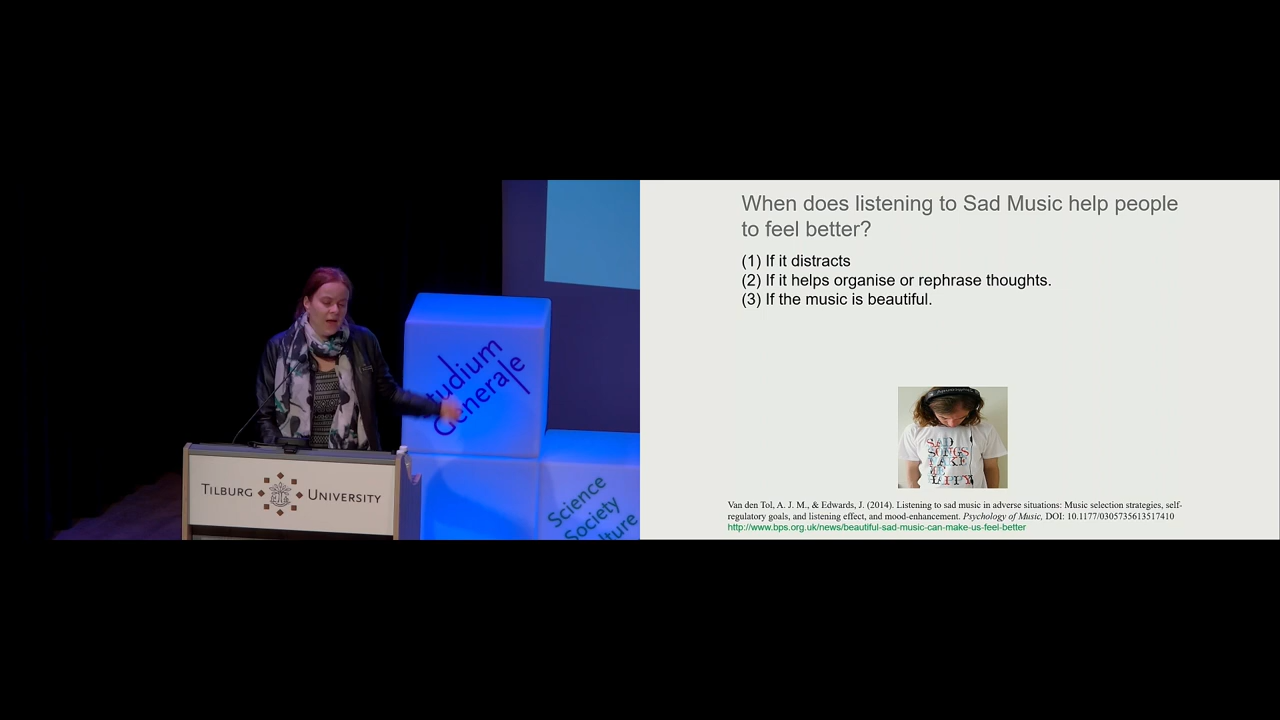 When does listening to Sad Music help people
to feel better?
(1) If it distracts
(2) If it helps organise or rephrase thoughts.
(3) If the music is beautiful.
SAD
SONGS
MAKE
ME
HAPPY
Van den Tol, A. J. M., & Edwards, J. (2014). Listening to sad music in adverse situations: Music selection strategies, self-
regulatory goals, and listening effect, and mood-enhancement. Psychology of Music, DOI: 10.1177/0305735613517410
http://www.bps.org.uk/news/beautiful-sad-music-can-make-us-feel-better
Studium
Generale
Science
Society
Culture
TILBURG UNIVERSITY